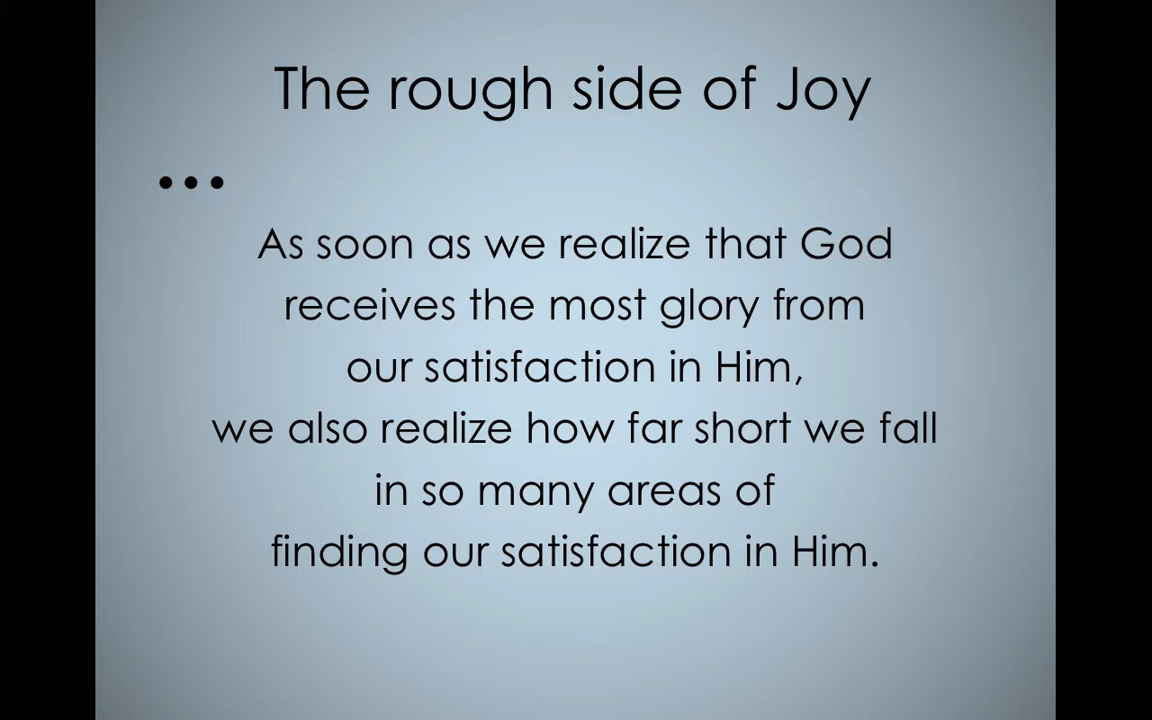 The rough side of Joy
...
As soon as we realize that God
receives the most glory from
our satisfaction in Him,
we also realize how far short we fall
in so many areas of
finding our satisfaction in Him.